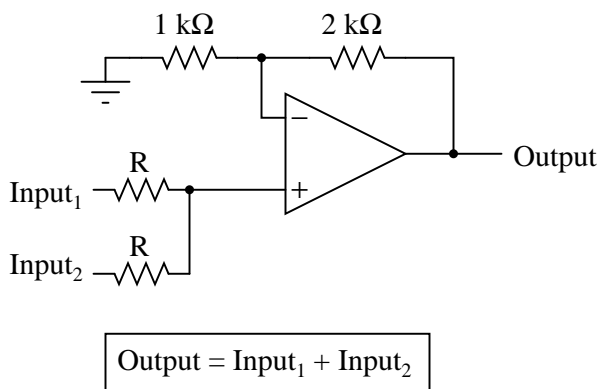 1 kΩ 2 kΩ
−
Output
R
+
Input₁
R
Input₂
Output = Input₁ + Input₂